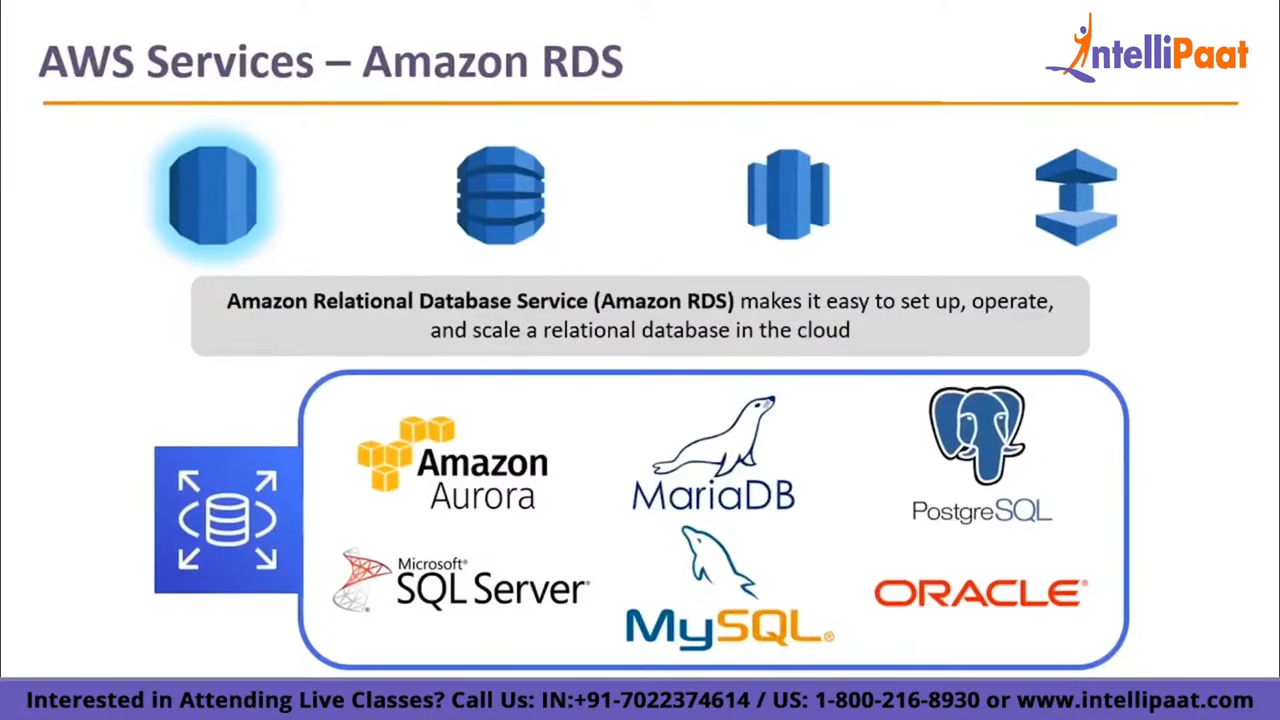 AWS Services – Amazon RDS
IntelliPaat
Amazon Relational Database Service (Amazon RDS) makes it easy to set up, operate,
and scale a relational database in the cloud
Amazon
Aurora
MariaDB
PostgreSQL
Microsoft®
SQL Server®
MySQL®
ORACLE®
Interested in Attending Live Classes? Call Us: IN:+91-7022374614 / US: 1-800-216-8930 or www.intellipaat.com